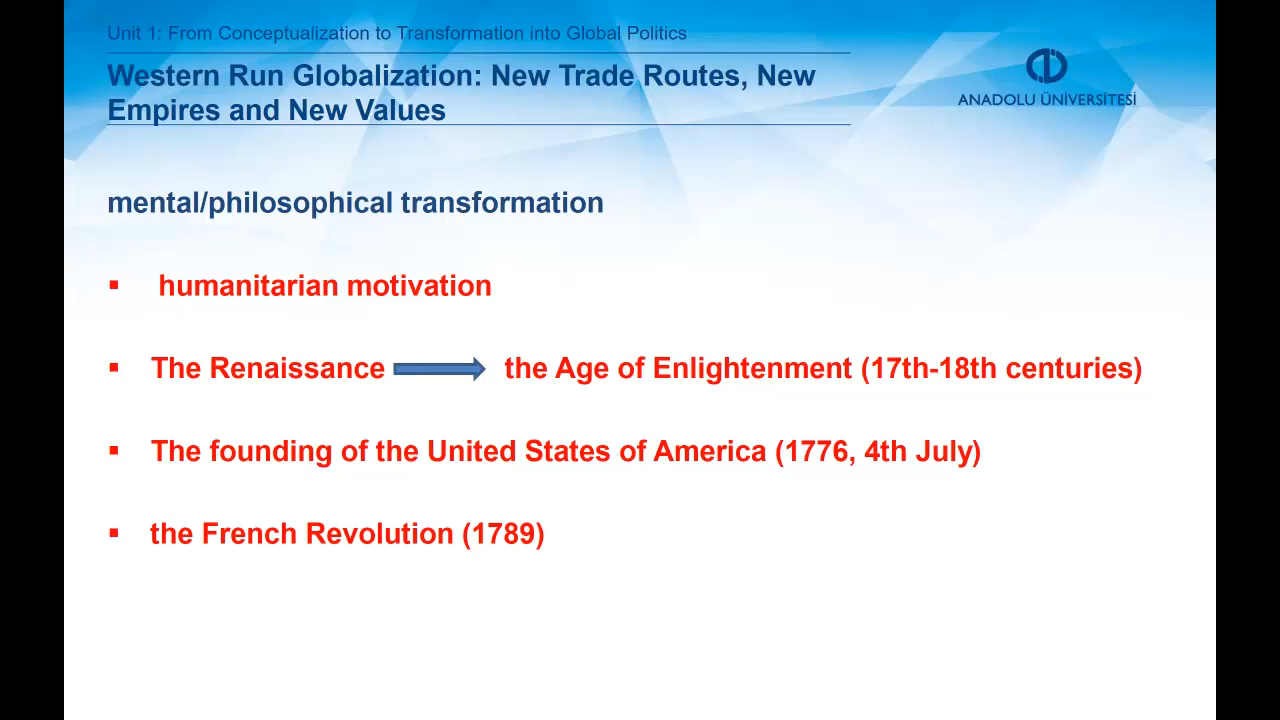 Unit 1: From Conceptualization to Transformation into Global Politics
Western Run Globalization: New Trade Routes, New
Empires and New Values
ANADOLU ÜNİVERSİTESİ
mental/philosophical transformation
▪ humanitarian motivation
▪ The Renaissance the Age of Enlightenment (17th-18th centuries)
▪ The founding of the United States of America (1776, 4th July)
▪ the French Revolution (1789)